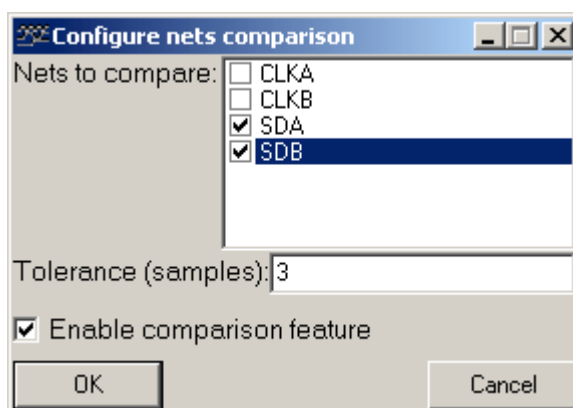 Configure nets comparison
Nets to compare:
CLKA
CLKB
SDA
SDB
Tolerance (samples): 3
Enable comparison feature
OK Cancel